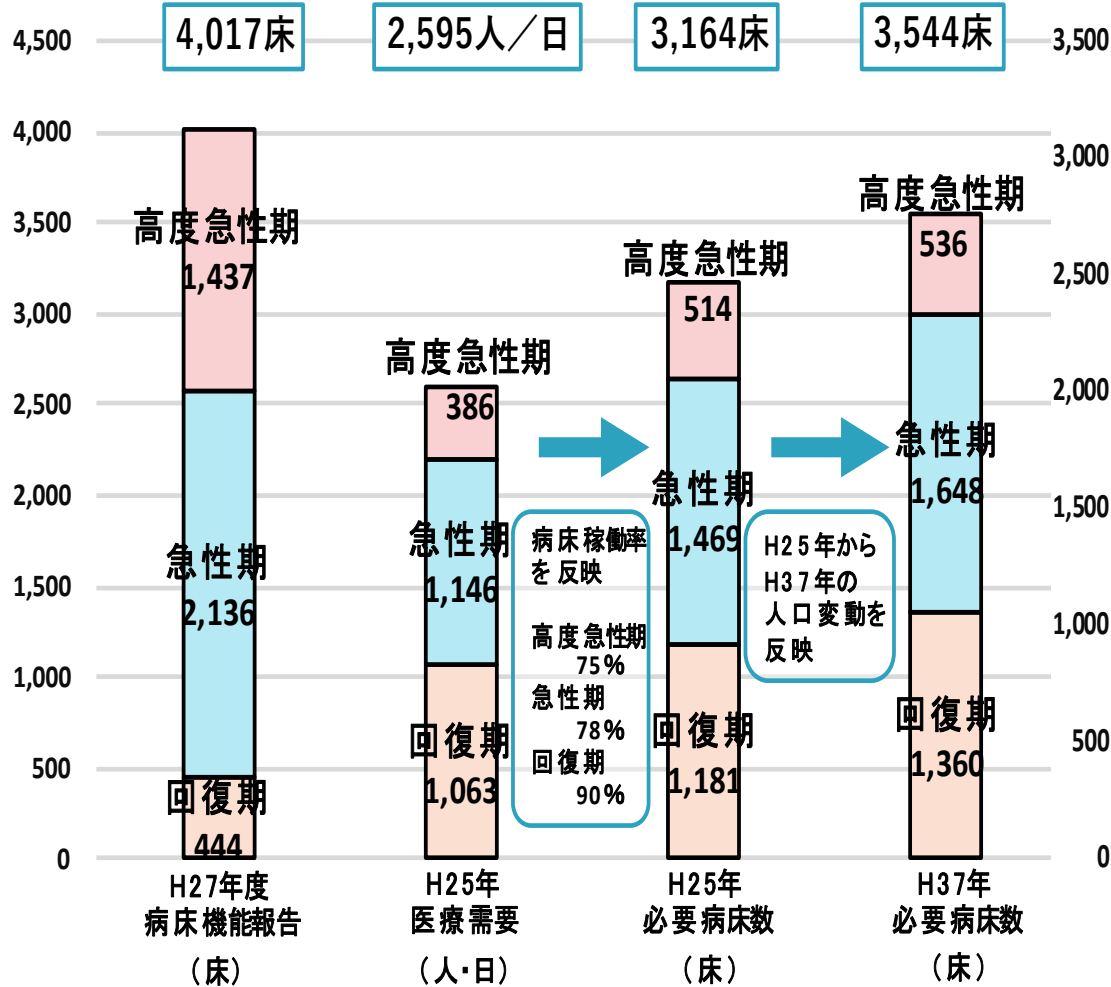 4,017床
2,595人／日
3,164床
3,544床
4,500
4,000
3,500
3,000
2,500
2,000
1,500
1,000
500
0
3,500
3,000
2,500
2,000
1,500
1,000
500
0
高度急性期
1,437
急性期
2,136
回復期
444
高度急性期
386
急性期
1,146
回復期
1,063
病床稼働率
を反映
高度急性期
75%
急性期
78%
回復期
90%
高度急性期
514
急性期
1,469
回復期
1,181
H25年から
H37年の
人口変動を
反映
高度急性期
536
急性期
1,648
回復期
1,360
H27年度
病床機能報告
（床）
H25年
医療需要
（人・日）
H25年
必要病床数
（床）
H37年
必要病床数
（床）